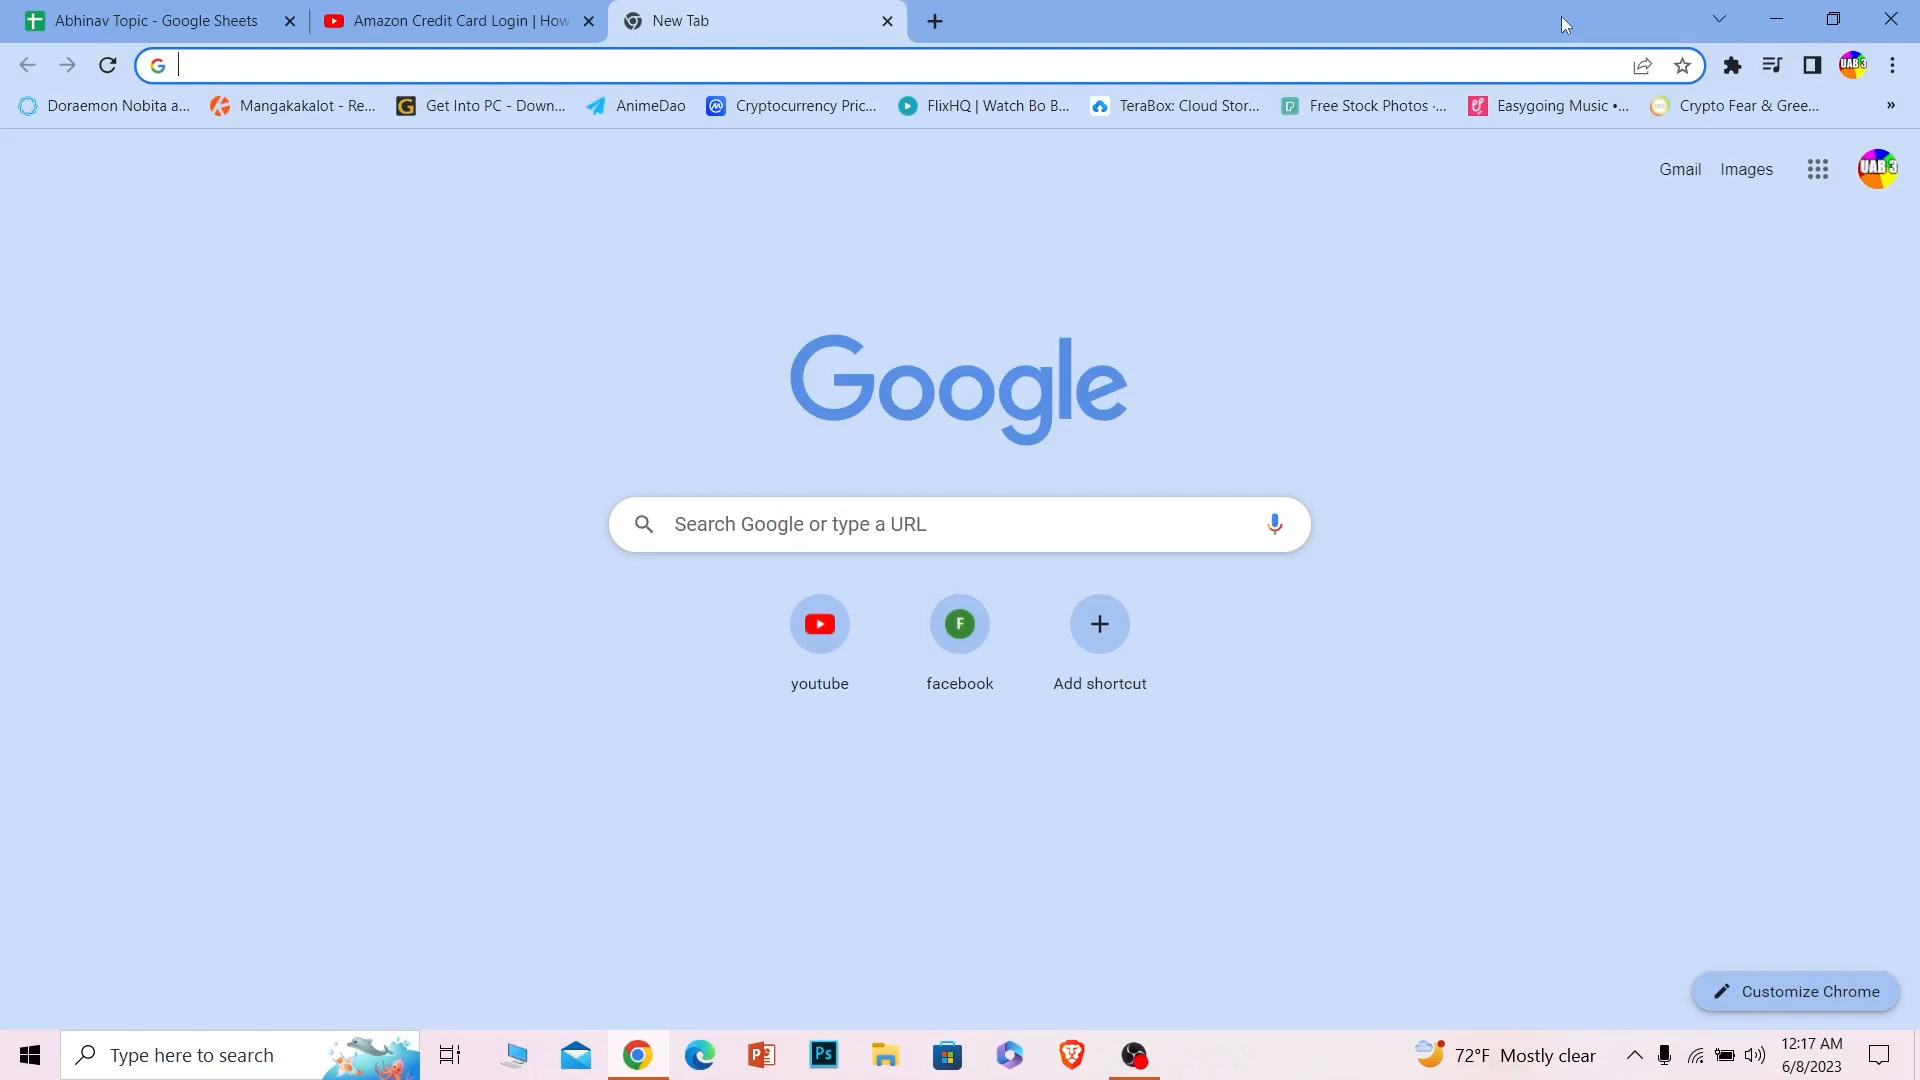 Abhinav Topic - Google Sheets
Amazon Credit Card Login | How
New Tab
Doraemon Nobita a...
Mangakakalot - Re...
Get Into PC - Down...
AnimeDao
Cryptocurrency Pric...
FlixHQ | Watch Bo B...
TeraBox: Cloud Stor...
Free Stock Photos ·...
Easygoing Music •...
Crypto Fear & Gree...
»
Gmail
Images
UAB 3
Google
Search Google or type a URL
F
youtube
facebook
Add shortcut
Customize Chrome
Type here to search
Ps
72°F Mostly clear
12:17 AM
6/8/2023